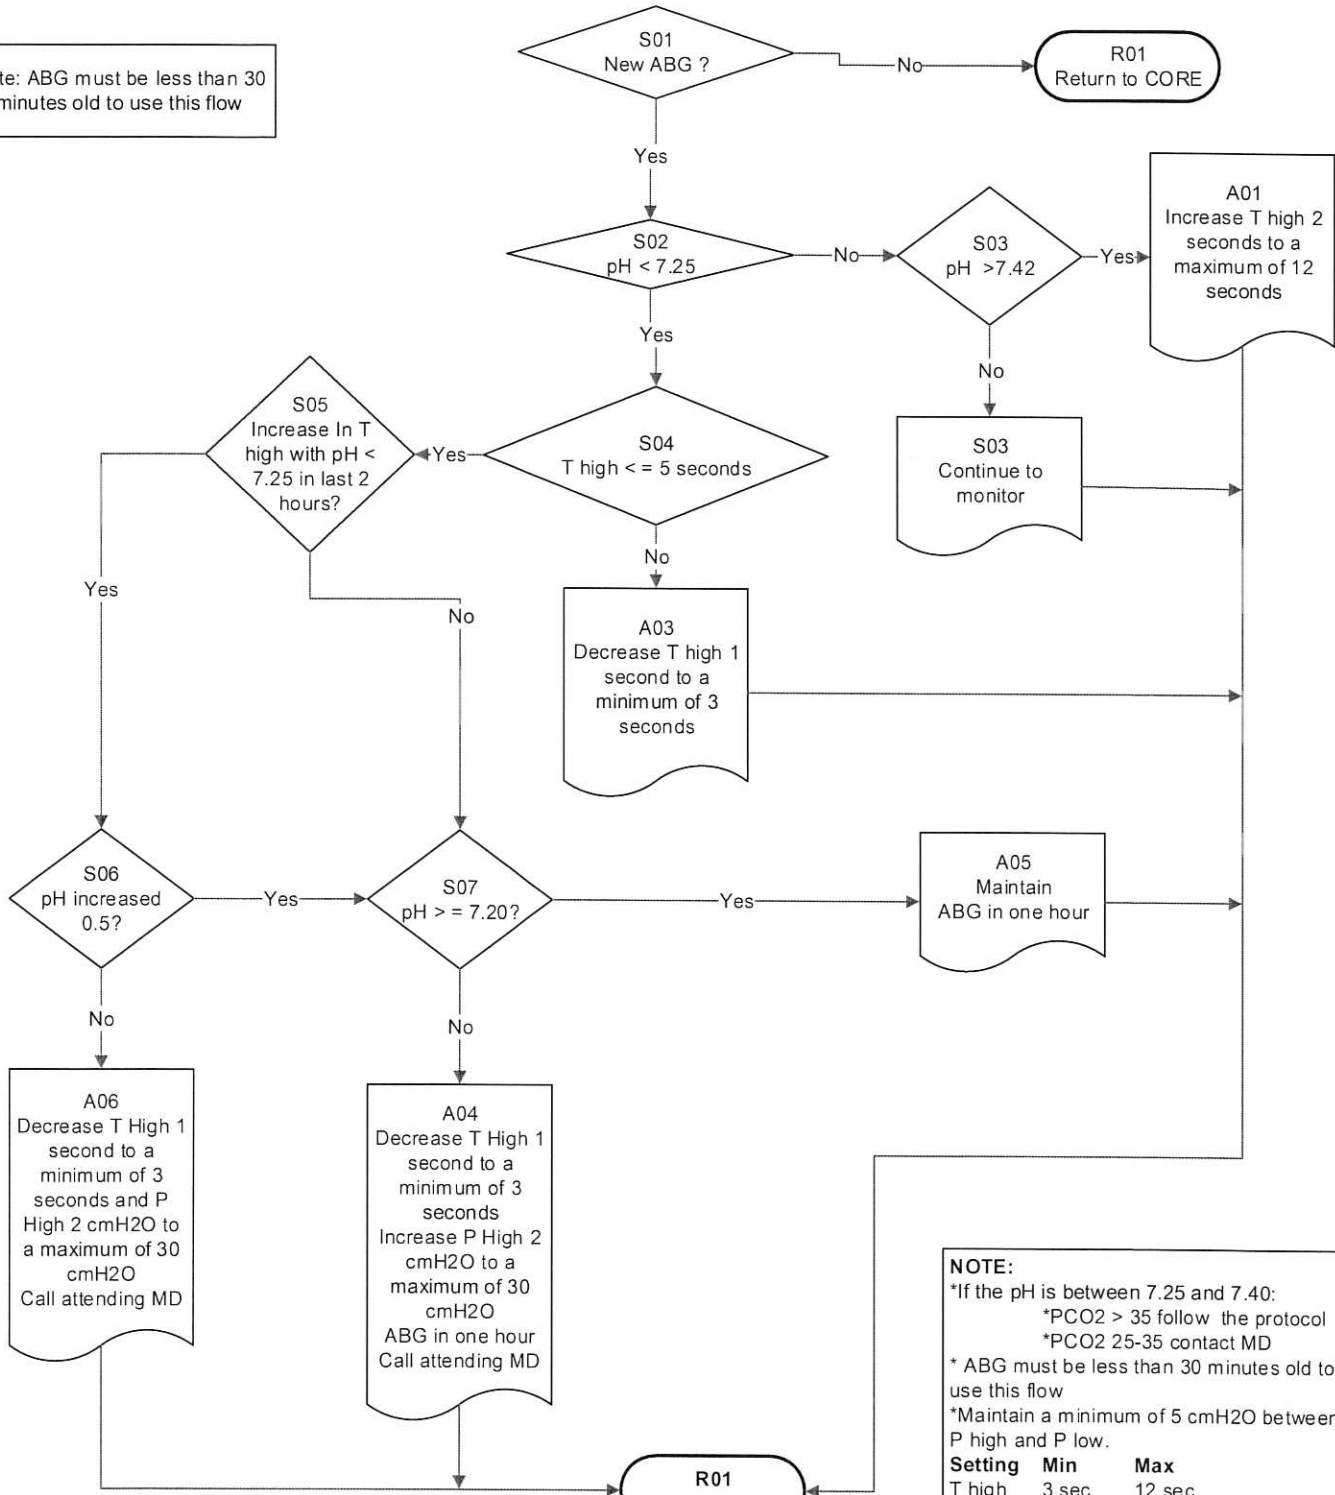 te: ABG must be less than 30
minutes old to use this flow
S01
New ABG ?
No
R01
Return to CORE
Yes
S02
pH < 7.25
No
S03
pH >7.42
Yes
A01
Increase T high 2
seconds to a
maximum of 12
seconds
Yes
No
S03
Continue to
monitor
S04
T high < = 5 seconds
Yes
S05
Increase In T
high with pH <
7.25 in last 2
hours?
No
A03
Decrease T high 1
second to a
minimum of 3
seconds
Yes
No
S06
pH increased
0.5?
Yes
S07
pH > = 7.20?
Yes
A05
Maintain
ABG in one hour
No
No
A06
Decrease T High 1
second to a
minimum of 3
seconds and P
High 2 cmH2O to
a maximum of 30
cmH2O
Call attending MD
A04
Decrease T High 1
second to a
minimum of 3
seconds
Increase P High 2
cmH2O to a
maximum of 30
cmH2O
ABG in one hour
Call attending MD
R01
NOTE:
*If the pH is between 7.25 and 7.40:
*PCO2 > 35 follow the protocol
*PCO2 25-35 contact MD
* ABG must be less than 30 minutes old to
use this flow
*Maintain a minimum of 5 cmH2O between
P high and P low.
Setting Min Max
T high 3 sec 12 sec